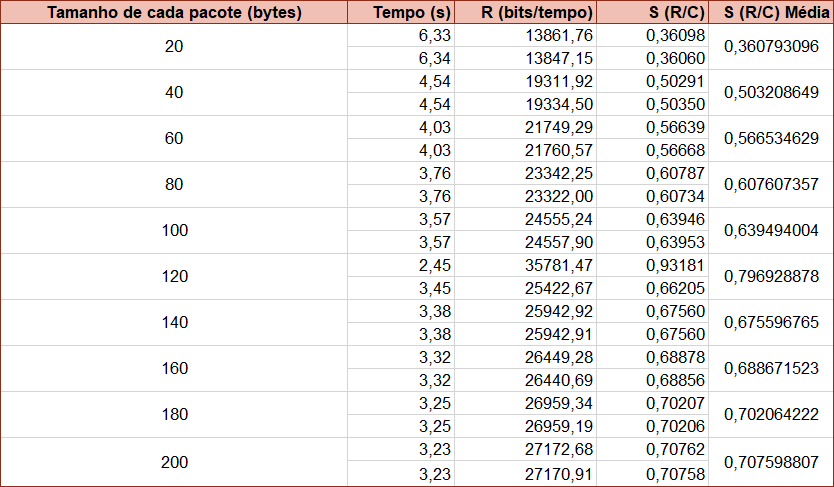 Tamanho de cada pacote (bytes) Tempo (s) R (bits/tempo) S (R/C) S (R/C) Média
20 6,33 13861,76 0,36098 0,360793096
6,34 13847,15 0,36060
40 4,54 19311,92 0,50291 0,503208649
4,54 19334,50 0,50350
60 4,03 21749,29 0,56639 0,566534629
4,03 21760,57 0,56668
80 3,76 23342,25 0,60787 0,607607357
3,76 23322,00 0,60734
100 3,57 24555,24 0,63946 0,639494004
3,57 24557,90 0,63953
120 2,45 35781,47 0,93181 0,796928878
3,45 25422,67 0,66205
140 3,38 25942,92 0,67560 0,675596765
3,38 25942,91 0,67560
160 3,32 26449,28 0,68878 0,688671523
3,32 26440,69 0,68856
180 3,25 26959,34 0,70207 0,702064222
3,25 26959,19 0,70206
200 3,23 27172,68 0,70762 0,707598807
3,23 27170,91 0,70758